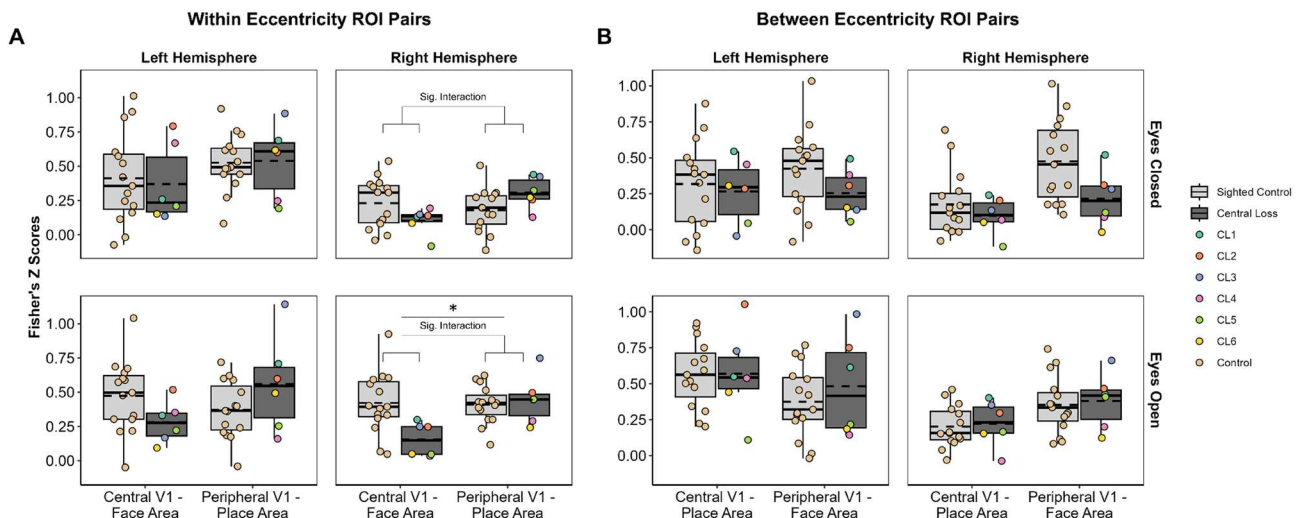 Within Eccentricity ROI Pairs
Between Eccentricity ROI Pairs
A
B
Left Hemisphere
Right Hemisphere
Left Hemisphere
Right Hemisphere
Fisher's Z Scores
1.00
0.75
0.50
0.25
0.00
Sig. Interaction
1.00
0.75
0.50
0.25
0.00
Eyes Closed
1.00
0.75
0.50
0.25
0.00
*
Sig. Interaction
1.00
0.75
0.50
0.25
0.00
Eyes Open
Central V1 -
Face Area
Peripheral V1 -
Place Area
Central V1 -
Face Area
Peripheral V1 -
Place Area
Central V1 -
Place Area
Peripheral V1 -
Face Area
Central V1 -
Place Area
Peripheral V1 -
Face Area
Sighted Control
Central Loss
CL1
CL2
CL3
CL4
CL5
CL6
Control